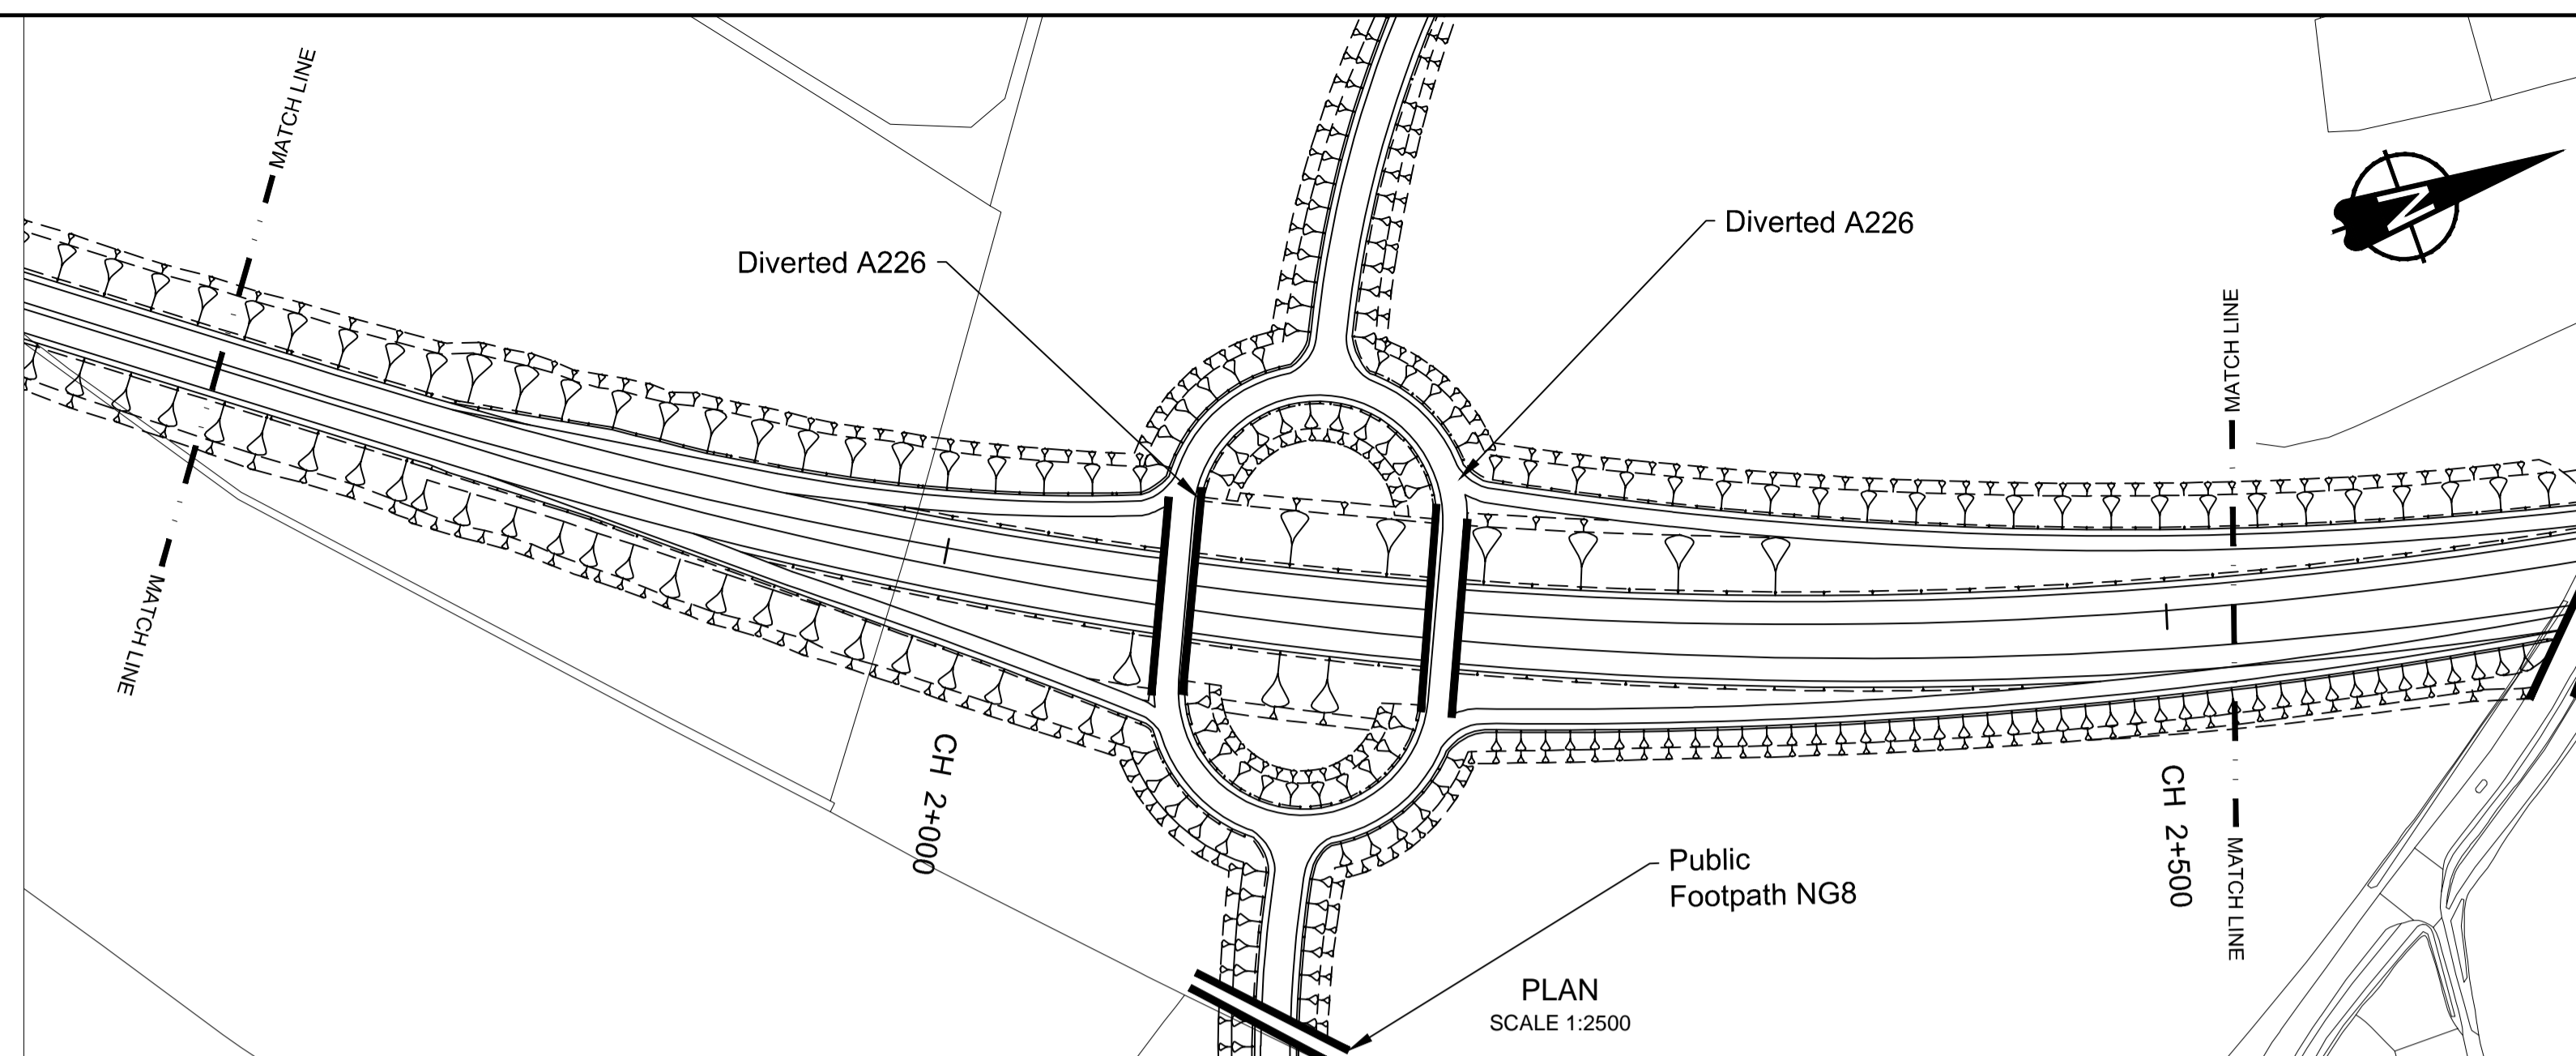 MATCH LINE
Diverted A226
Diverted A226
N
MATCH LINE
MATCH LINE
CH 2+000
CH 2+500
MATCH LINE
Public
Footpath NG8
PLAN
SCALE 1:2500